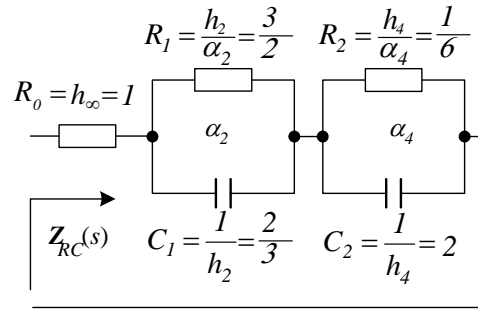 R₁ = h₂/α₂ = 3/2 R₂ = h₄/α₄ = 1/6
R₀ = h∞ = 1
α₂ α₄
Z_RC(s) C₁ = 1/h₂ = 2/3 C₂ = 1/h₄ = 2